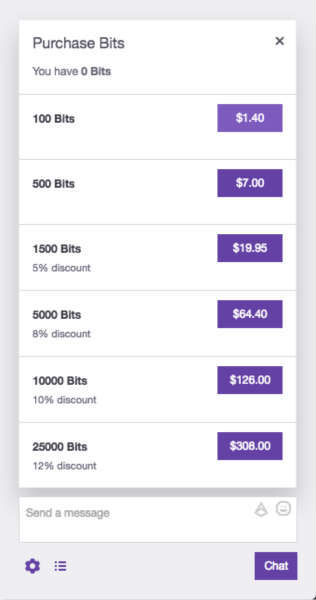 Purchase Bits ✕
You have 0 Bits
100 Bits $1.40
500 Bits $7.00
1500 Bits $19.95
5% discount
5000 Bits $64.40
8% discount
10000 Bits $126.00
10% discount
25000 Bits $308.00
12% discount
Send a message
Chat